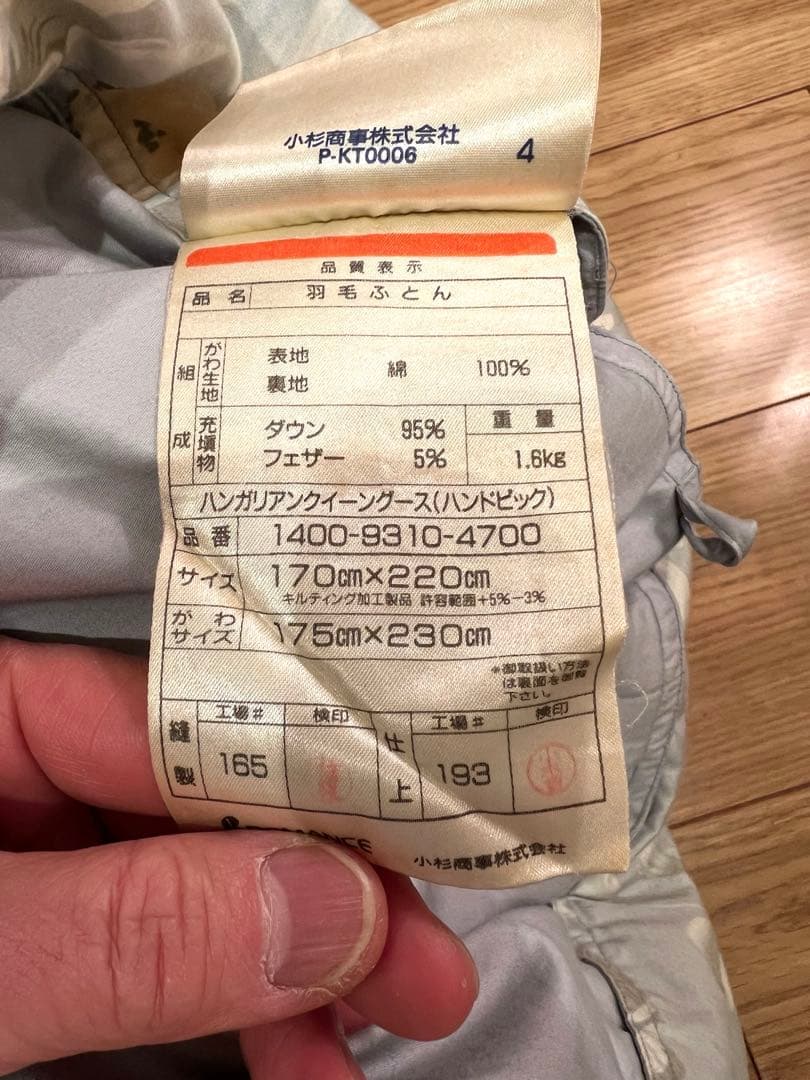 小杉商事株式会社
P-KT0006 4
品質表示
品名 羽毛ふとん
組成 がわ生地 表地 裏地 綿 100%
充填物 ダウン 95% 重量
フェザー 5% 1.6kg
ハンガリアンクイーングース(ハンドピック)
品番 1400-9310-4700
サイズ 170cm×220cm
キルティング加工製品 許容範囲+5%-3%
がわサイズ 175cm×230cm
*御取扱い方法
は裏面を御覧
下さい。
縫製 工場# 検印 仕上 工場# 検印
165 193
小杉商事株式会社